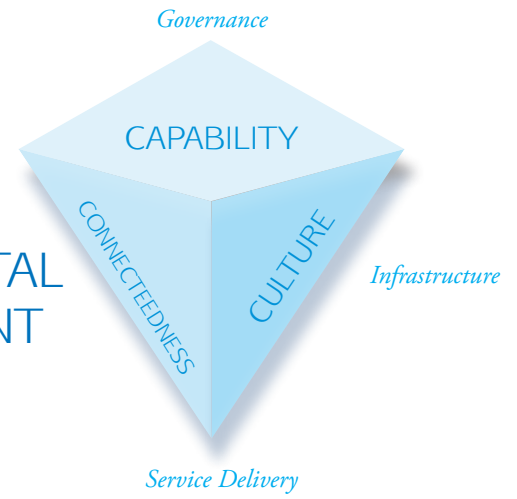 Governance
CAPABILITY
CONNECTEEDNESS
CULTURE
TAL
NT
Infrastructure
Service Delivery